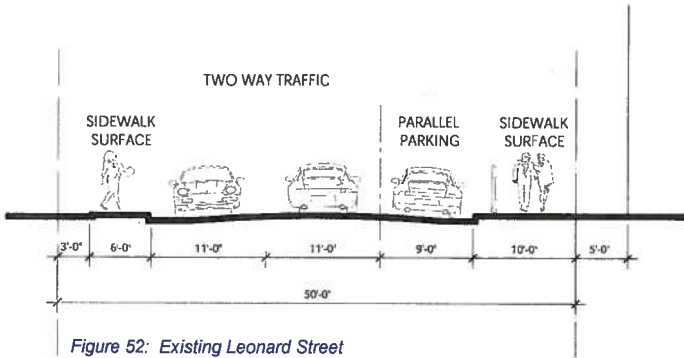 TWO WAY TRAFFIC
SIDEWALK
SURFACE
PARALLEL
PARKING
SIDEWALK
SURFACE
3'-0" 6'-0" 11'-0" 11'-0" 9'-0" 10'-0" 5'-0"
50'-0"
Figure 52: Existing Leonard Street